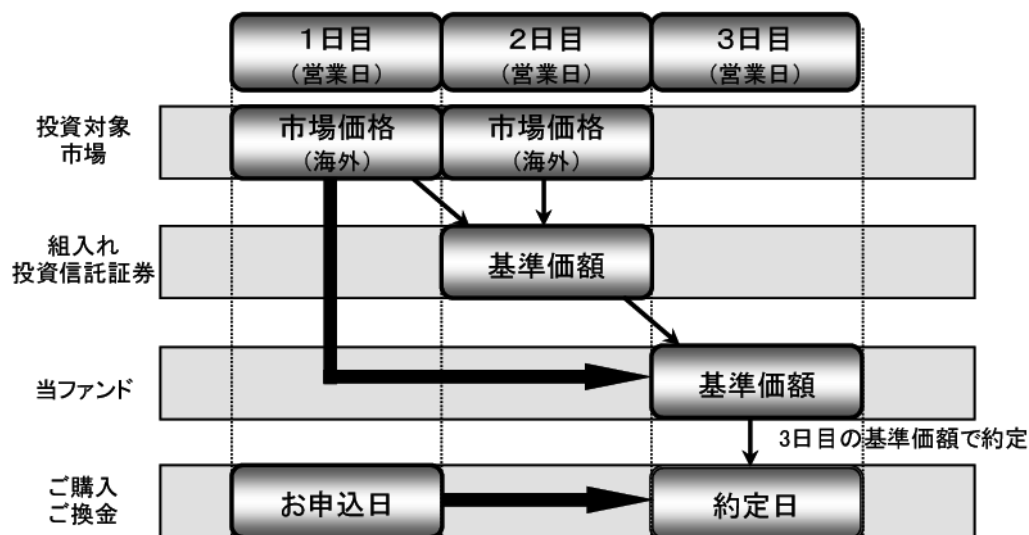 1日目
(営業日)
2日目
(営業日)
3日目
(営業日)
投資対象
市場
市場価格
(海外)
市場価格
(海外)
組入れ
投資信託証券
基準価額
当ファンド
基準価額
3日目の基準価額で約定
ご購入
ご換金
お申込日
約定日